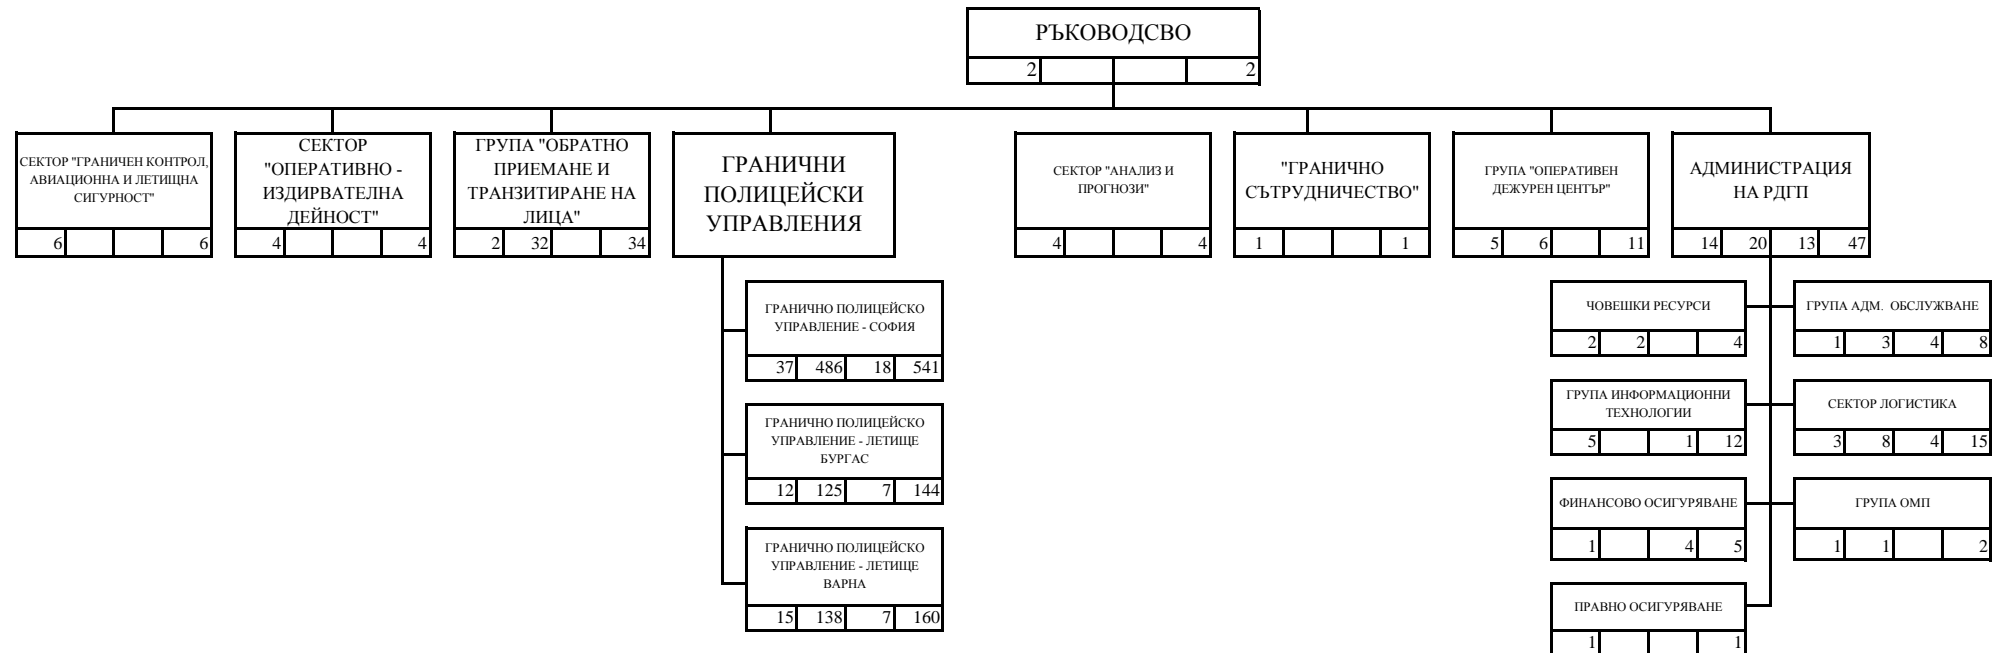 РЪКОВОДСВО
2 2
СЕКТОР "ГРАНИЧЕН КОНТРОЛ,
АВИАЦИОННА И ЛЕТИЩНА
СИГУРНОСТ"
6 6
СЕКТОР
"ОПЕРАТИВНО -
ИЗДИРВАТЕЛНА
ДЕЙНОСТ"
4 4
ГРУПА "ОБРАТНО
ПРИЕМАНЕ И
ТРАНЗИТИРАНЕ НА
ЛИЦА"
2 32 34
ГРАНИЧНИ
ПОЛИЦЕЙСКИ
УПРАВЛЕНИЯ
СЕКТОР "АНАЛИЗ И
ПРОГНОЗИ"
4 4
"ГРАНИЧНО
СЪТРУДНИЧЕСТВО"
1 1
ГРУПА "ОПЕРАТИВЕН
ДЕЖУРЕН ЦЕНТЪР"
5 6 11
АДМИНИСТРАЦИЯ
НА РДГП
14 20 13 47
ГРАНИЧНО ПОЛИЦЕЙСКО
УПРАВЛЕНИЕ - СОФИЯ
37 486 18 541
ГРАНИЧНО ПОЛИЦЕЙСКО
УПРАВЛЕНИЕ - ЛЕТИЩЕ
БУРГАС
12 125 7 144
ГРАНИЧНО ПОЛИЦЕЙСКО
УПРАВЛЕНИЕ - ЛЕТИЩЕ
ВАРНА
15 138 7 160
ЧОВЕШКИ РЕСУРСИ
2 2 4
ГРУПА АДМ. ОБСЛУЖВАНЕ
1 3 4 8
ГРУПА ИНФОРМАЦИОННИ
ТЕХНОЛОГИИ
5 1 12
СЕКТОР ЛОГИСТИКА
3 8 4 15
ФИНАНСОВО ОСИГУРЯВАНЕ
1 4 5
ГРУПА ОМП
1 1 2
ПРАВНО ОСИГУРЯВАНЕ
1 1